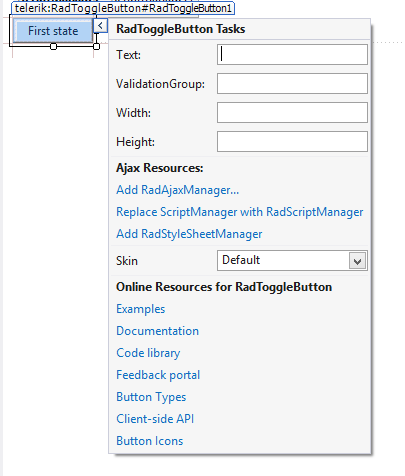 telerik:RadToggleButton#RadToggleButton1
First state
RadToggleButton Tasks
Text:
ValidationGroup:
Width:
Height:
Ajax Resources:
Add RadAjaxManager...
Replace ScriptManager with RadScriptManager
Add RadStyleSheetManager
Skin Default
Online Resources for RadToggleButton
Examples
Documentation
Code library
Feedback portal
Button Types
Client-side API
Button Icons